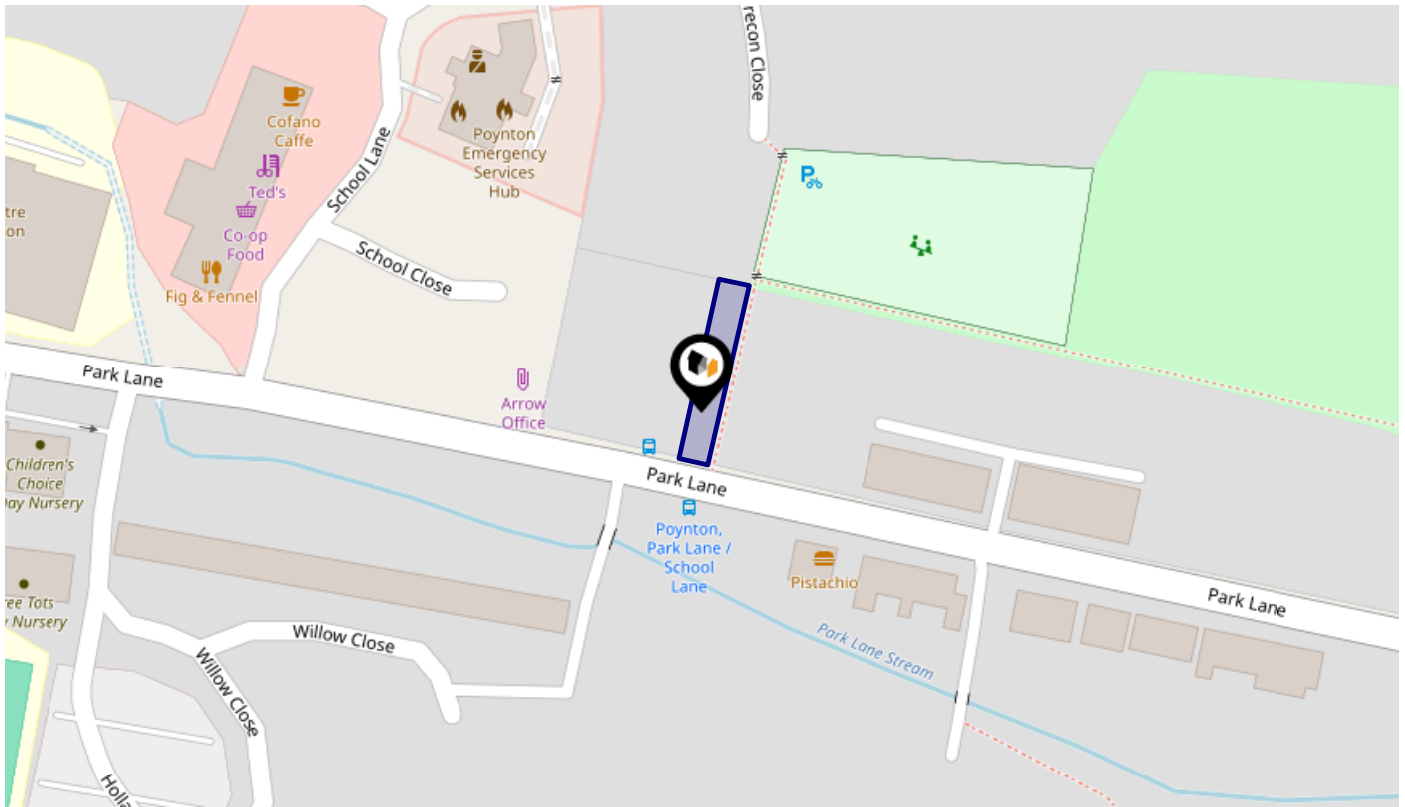 recon Close
Cofano
Caffe
Poynton
Emergency
Services
Hub
School Lane
Ted's
tre
on
Co-op
Food
School Close
Fig & Fennel
Park Lane
Arrow
Office
Children's
Choice
Day Nursery
Park Lane
Poynton,
Park Lane /
School
Lane
Pistachio
ree Tots
y Nursery
Park Lane
Willow Close
Park Lane Stream
Willow Close
Holla
P